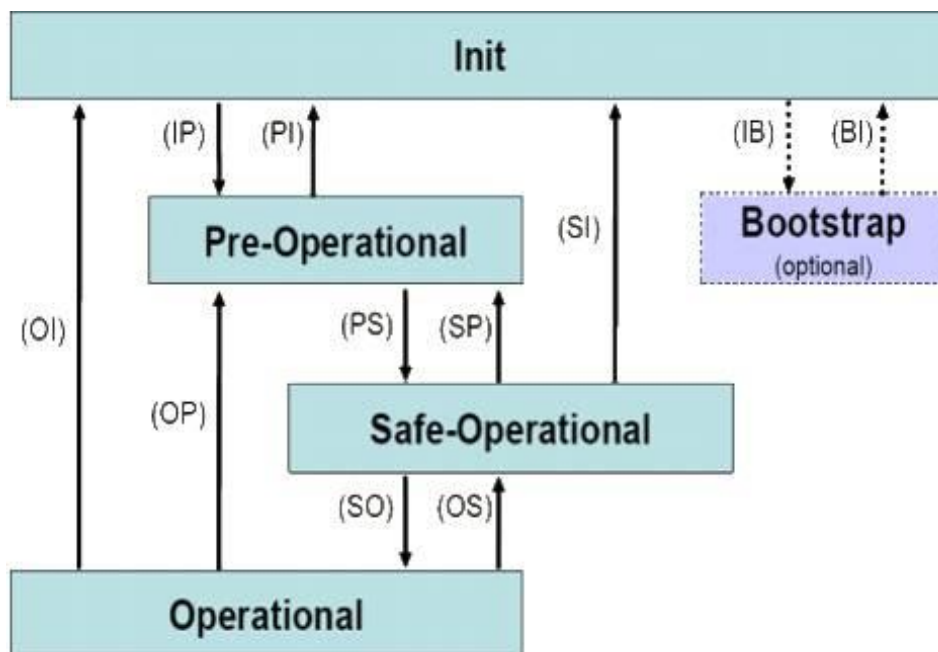 Init
(IP)
(PI)
(IB)
(BI)
(SI)
Pre-Operational
Bootstrap
(optional)
(OI)
(PS)
(SP)
(OP)
Safe-Operational
(SO)
(OS)
Operational